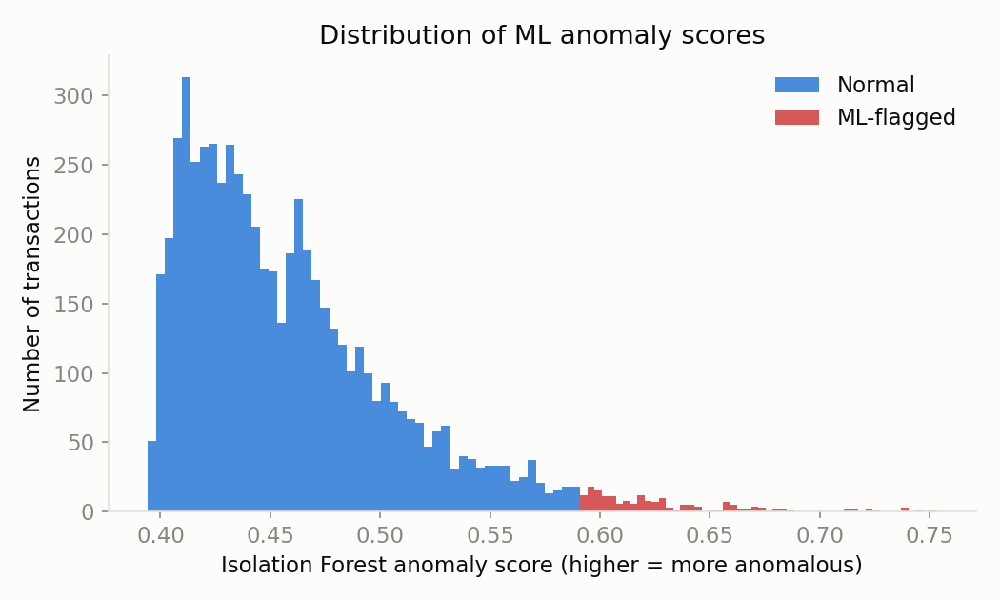 Distribution of ML anomaly scores
Normal
ML-flagged
Number of transactions
300
250
200
150
100
50
0
0.40 0.45 0.50 0.55 0.60 0.65 0.70 0.75
Isolation Forest anomaly score (higher = more anomalous)